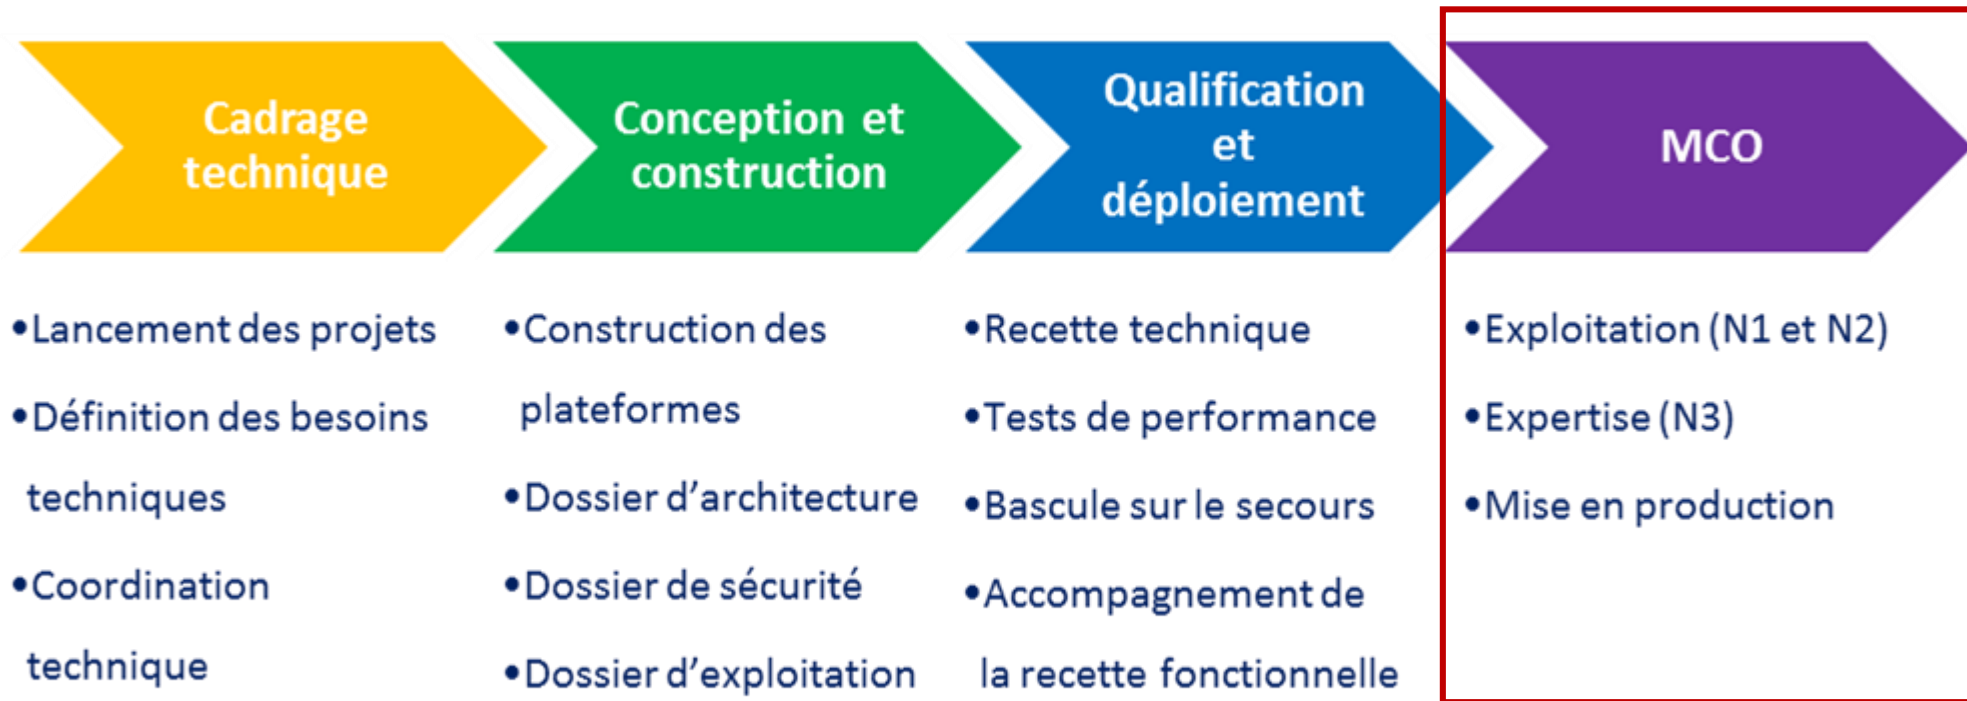 Cadrage
technique
Conception et
construction
Qualification
et
déploiement
MCO
•Lancement des projets
•Définition des besoins
techniques
•Coordination
technique
•Construction des
plateformes
•Dossier d’architecture
•Dossier de sécurité
•Dossier d’exploitation
•Recette technique
•Tests de performance
•Bascule sur le secours
•Accompagnement de
la recette fonctionnelle
•Exploitation (N1 et N2)
•Expertise (N3)
•Mise en production